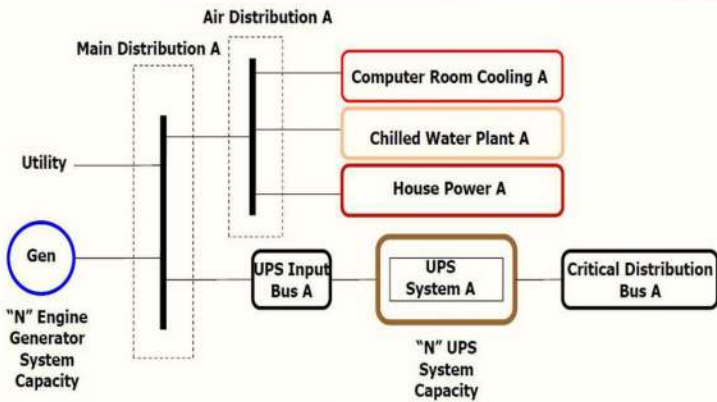 Air Distribution A
Main Distribution A
Computer Room Cooling A
Chilled Water Plant A
Utility
House Power A
Gen
UPS Input
Bus A
UPS
System A
Critical Distribution
Bus A
“N” Engine
Generator
System
Capacity
“N” UPS
System
Capacity